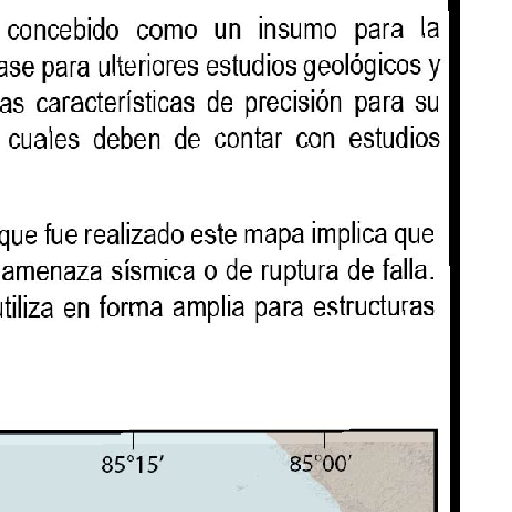 concebido como un insumo para la
ase para ulteriores estudios geológicos y
as características de precisión para su
cuales deben de contar con estudios
que fue realizado este mapa implica que
amenaza sísmica o de ruptura de falla.
utiliza en forma amplia para estructuras
85°15′ 85°00′